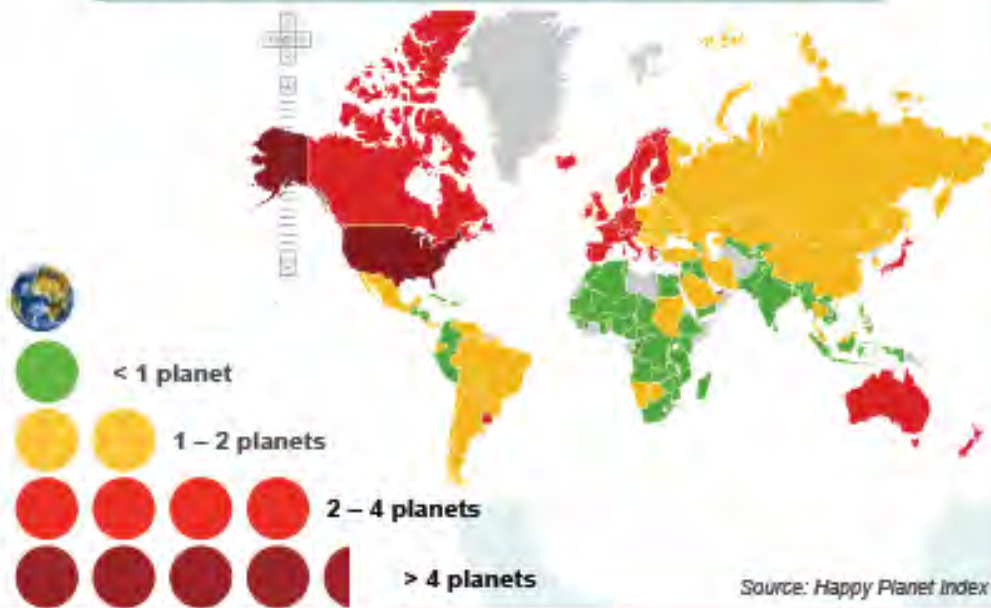 < 1 planet
1 – 2 planets
2 – 4 planets
> 4 planets
Source: Happy Planet Index